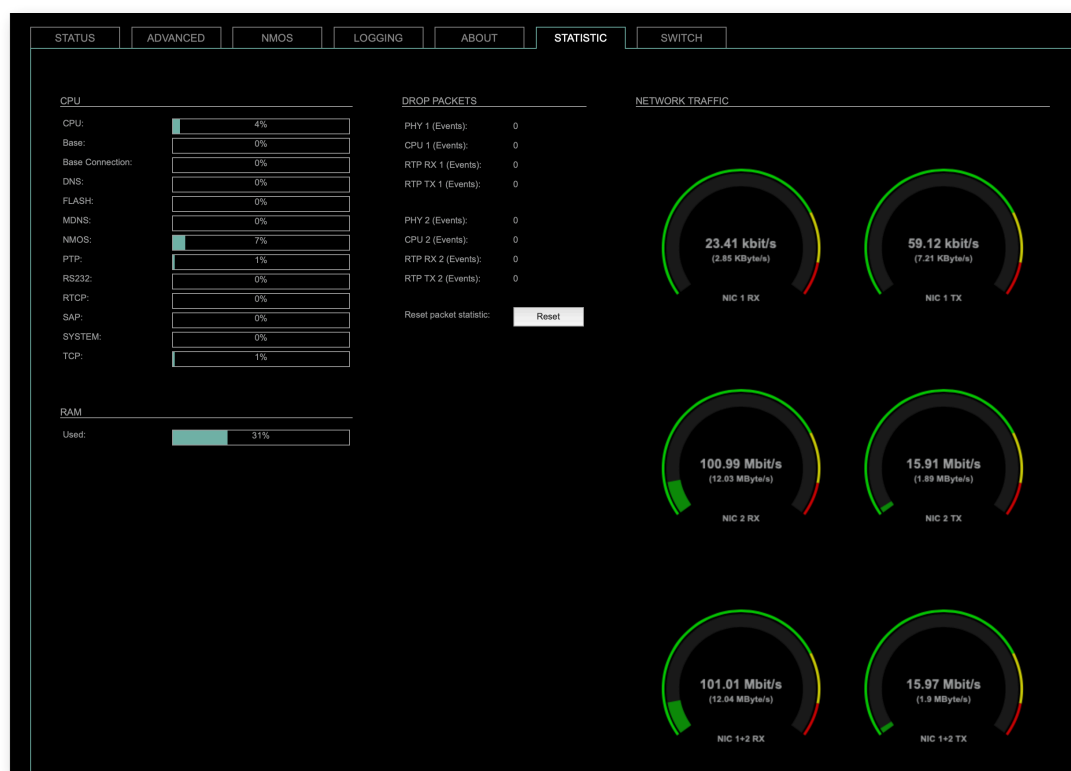 STATUS ADVANCED NMOS LOGGING ABOUT STATISTIC SWITCH
CPU
CPU: 4%
Base: 0%
Base Connection: 0%
DNS: 0%
FLASH: 0%
MDNS: 0%
NMOS: 7%
PTP: 1%
RS232: 0%
RTCP: 0%
SAP: 0%
SYSTEM: 0%
TCP: 1%
RAM
Used: 31%
DROP PACKETS
PHY 1 (Events): 0
CPU 1 (Events): 0
RTP RX 1 (Events): 0
RTP TX 1 (Events): 0
PHY 2 (Events): 0
CPU 2 (Events): 0
RTP RX 2 (Events): 0
RTP TX 2 (Events): 0
Reset packet statistic: Reset
NETWORK TRAFFIC
23.41 kbit/s
(2.85 KByte/s)
NIC 1 RX
59.12 kbit/s
(7.21 KByte/s)
NIC 1 TX
100.99 Mbit/s
(12.03 MByte/s)
NIC 2 RX
15.91 Mbit/s
(1.89 MByte/s)
NIC 2 TX
101.01 Mbit/s
(12.04 MByte/s)
NIC 1+2 RX
15.97 Mbit/s
(1.9 MByte/s)
NIC 1+2 TX